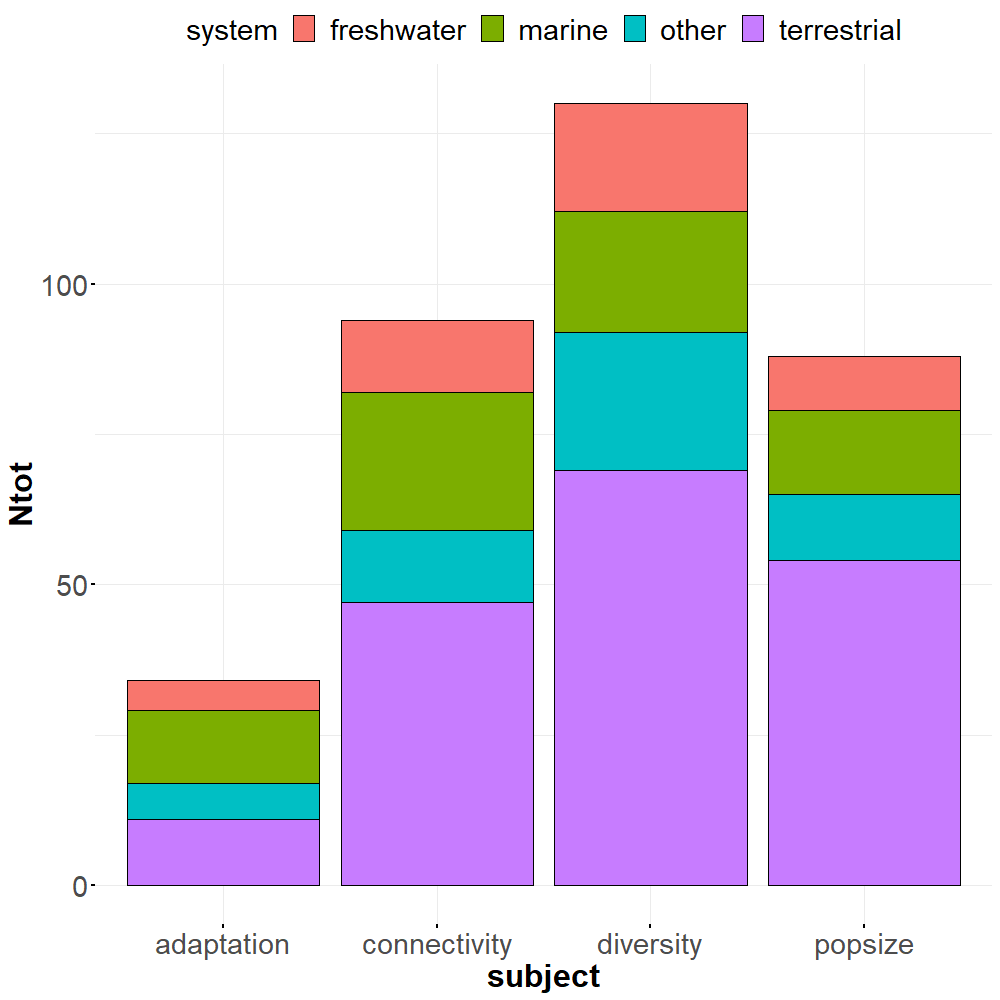 system freshwater marine other terrestrial
Ntot
100
50
0
adaptation connectivity diversity popsize
subject